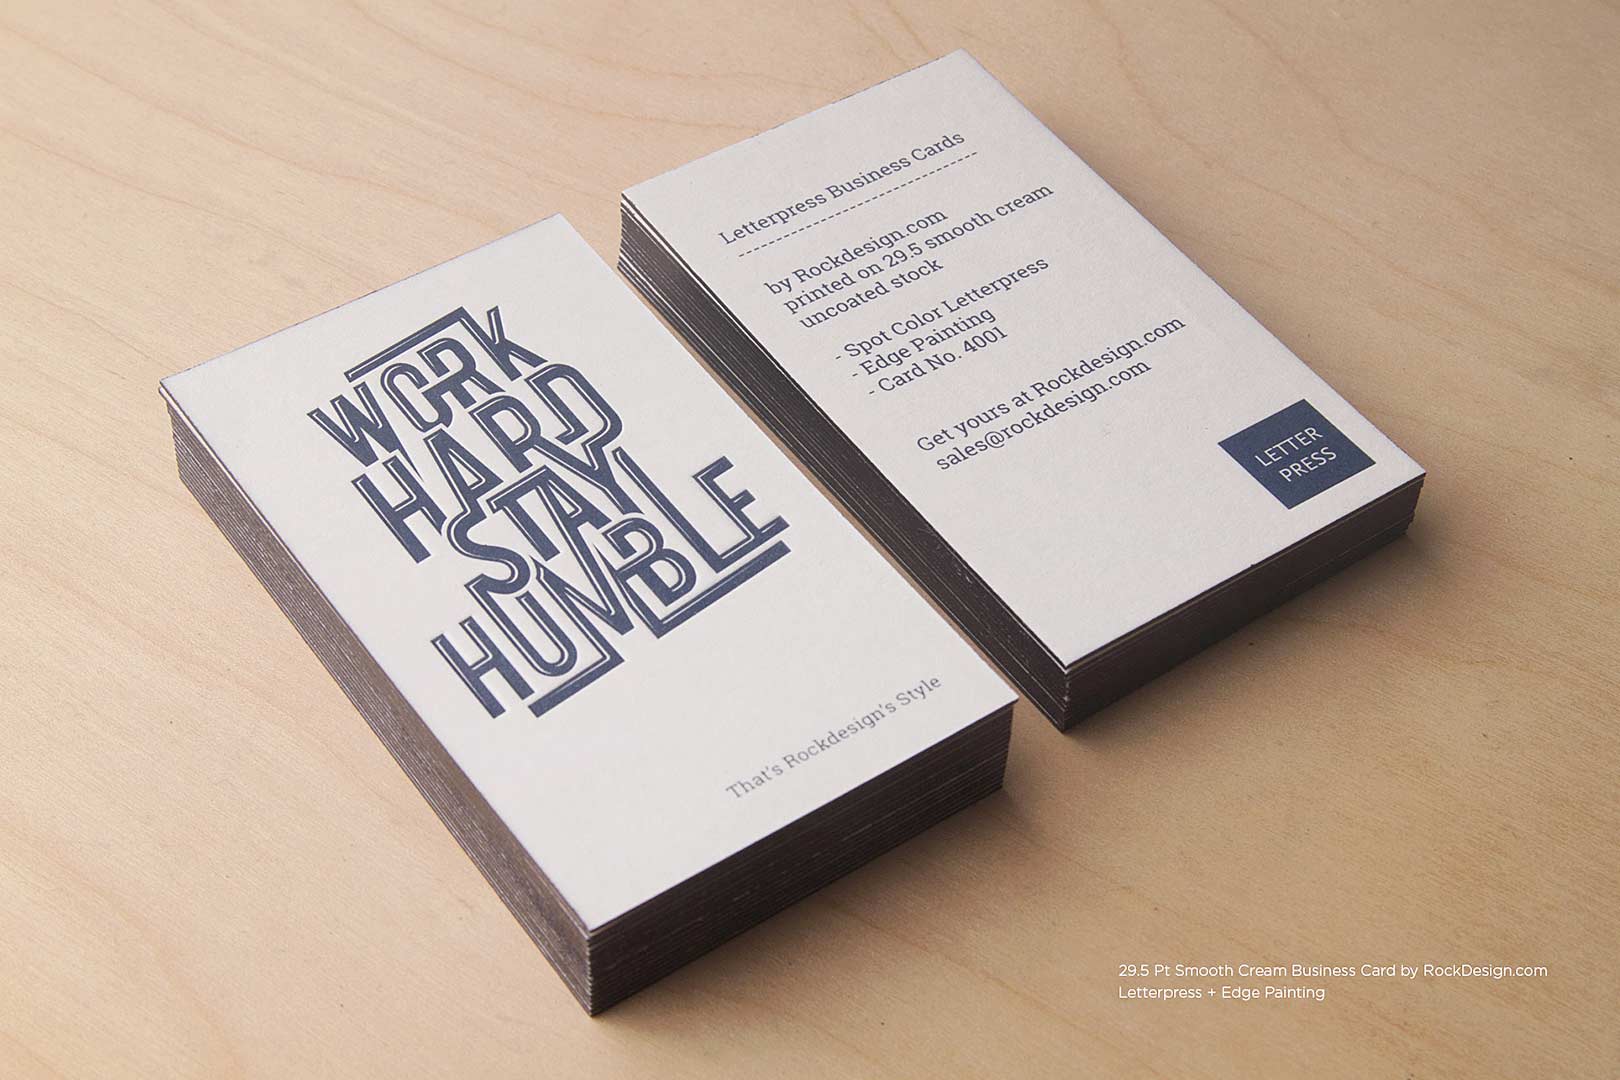 WORK
HARD
STAY
HUMBLE
That's Rockdesign's Style
Letterpress Business Cards
--------------------------------
by Rockdesign.com
printed on 29.5 smooth cream
uncoated stock
- Spot Color Letterpress
- Edge Painting
- Card No. 4001
Get yours at Rockdesign.com
sales@rockdesign.com
LETTER
PRESS
29.5 Pt Smooth Cream Business Card by RockDesign.com
Letterpress + Edge Painting